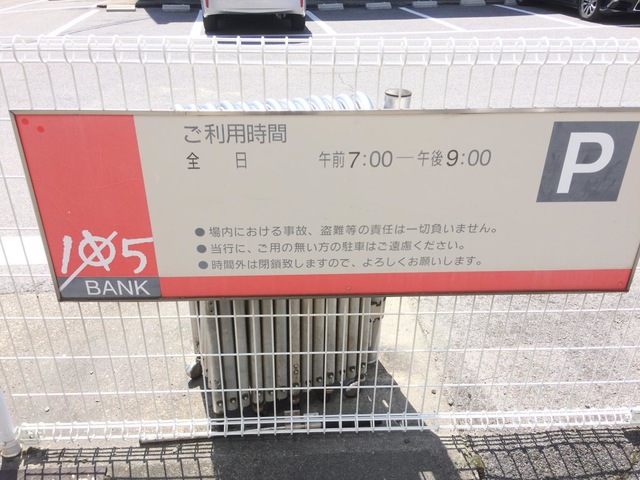 ご利用時間
全 日 午前7:00―午後9:00
P
●場内における事故、盗難等の責任は一切負いません。
●当行に、ご用の無い方の駐車はご遠慮ください。
●時間外は閉鎖致しますので、よろしくお願いします。
105
BANK